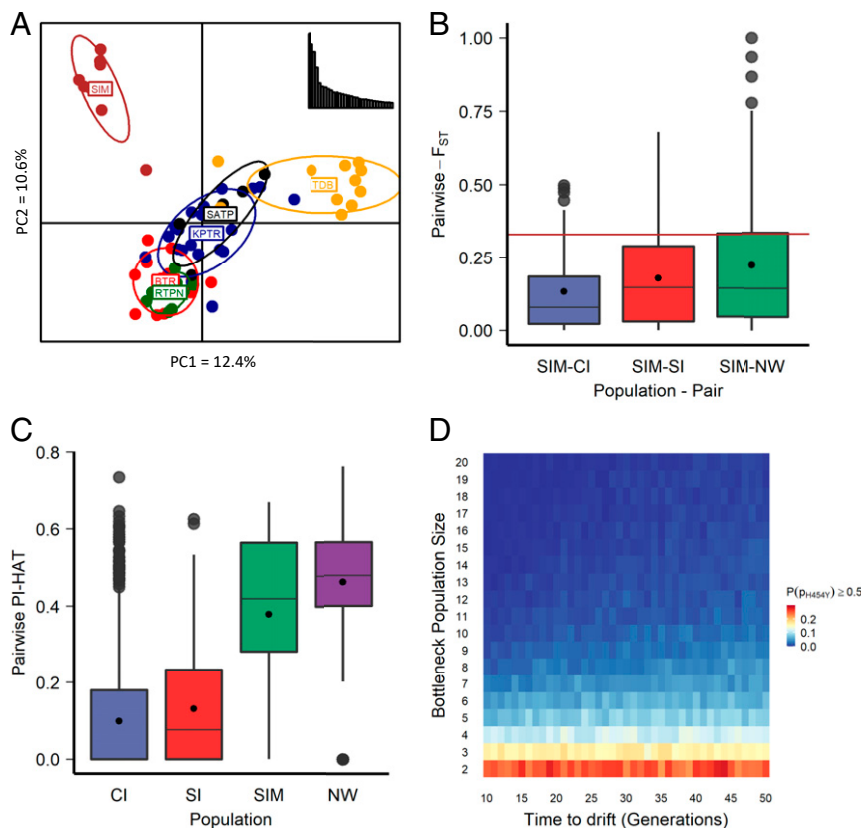 A
SIM
TDB
SATP
KPTR
BTR
RTPN
PC2 = 10.6%
PC1 = 12.4%
B
1.00
0.75
0.50
0.25
0.00
Pairwise – FST
SIM-CI SIM-SI SIM-NW
Population - Pair
C
0.8
0.6
0.4
0.2
0.0
Pairwise PI-HAT
CI SI SIM NW
Population
D
20
19
18
17
16
15
14
13
12
11
10
9
8
7
6
5
4
3
2
Bottleneck Population Size
10 15 20 25 30 35 40 45 50
Time to drift (Generations)
P(pH454Y) ≥ 0.5
0.2
0.1
0.0